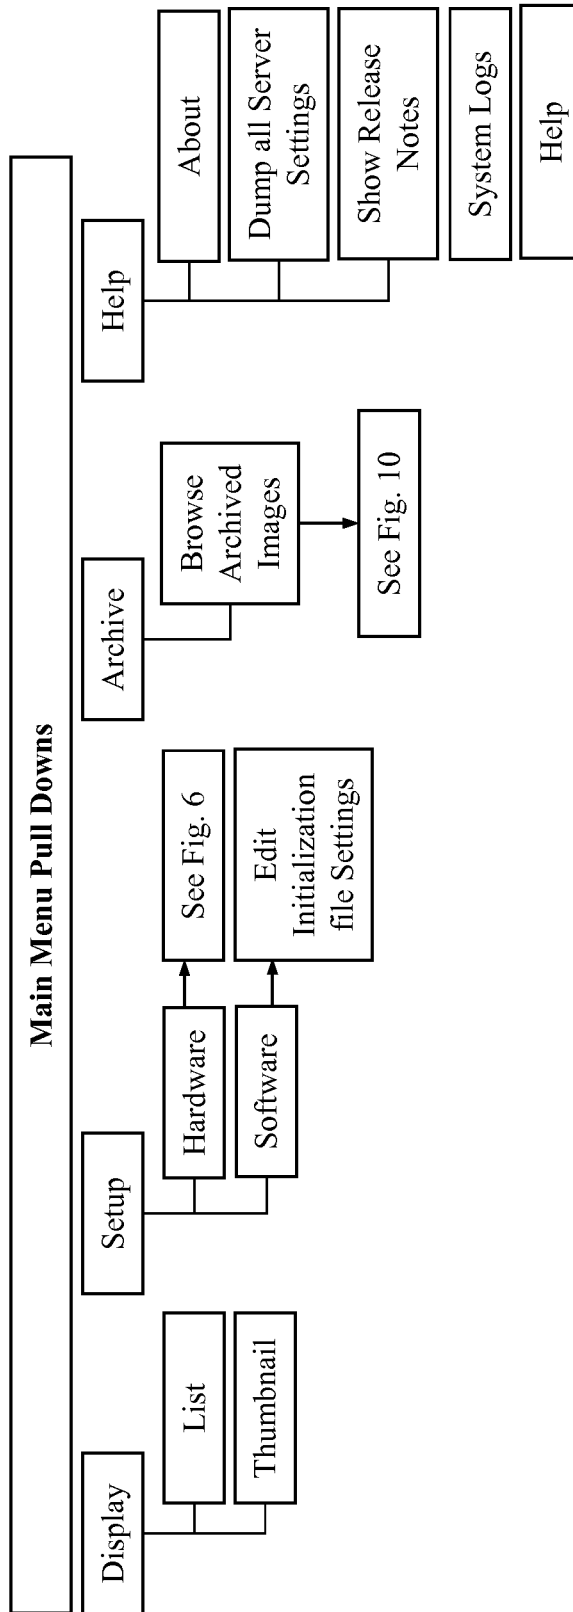 Main Menu Pull Downs
Display
List
Thumbnail
Setup
Hardware
See Fig. 6
Software
Edit
Initialization
file Settings
Archive
Browse
Archived
Images
See Fig. 10
Help
About
Dump all Server
Settings
Show Release
Notes
System Logs
Help